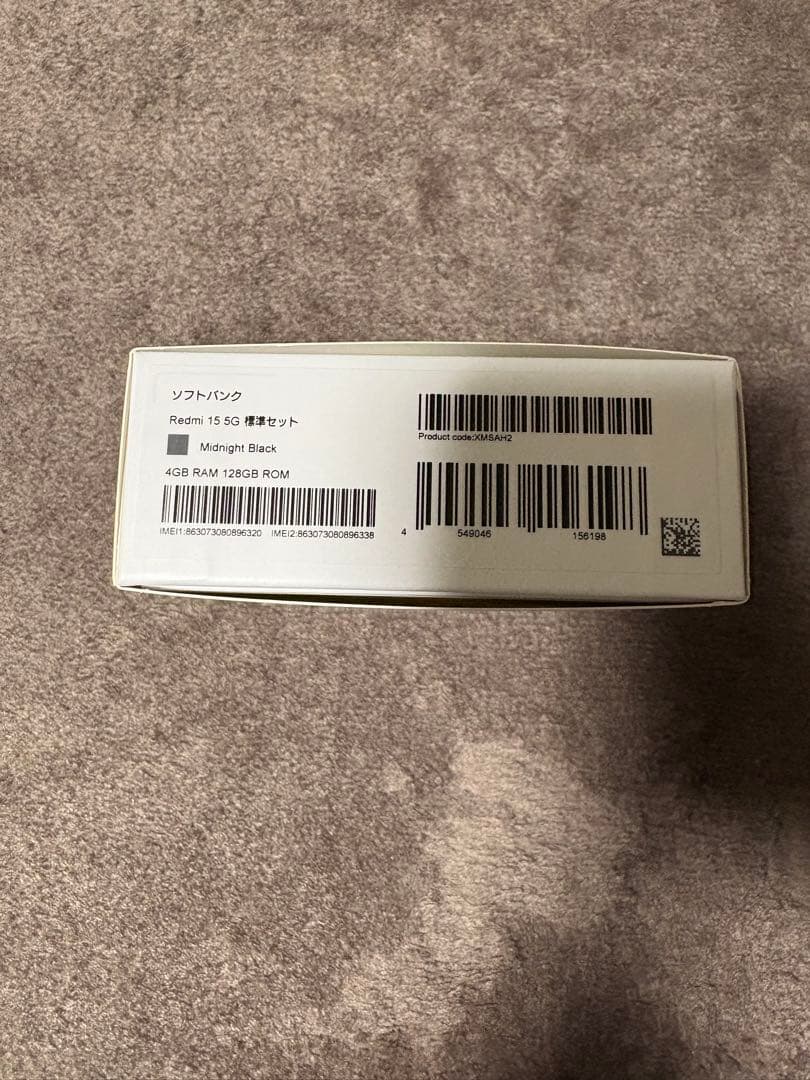 ソフトバンク
Redmi 15 5G 標準セット
Midnight Black
4GB RAM 128GB ROM
IMEI1:863073080896320 IMEI2:863073080896338
Product code:XMSAH2
4 549046 156198